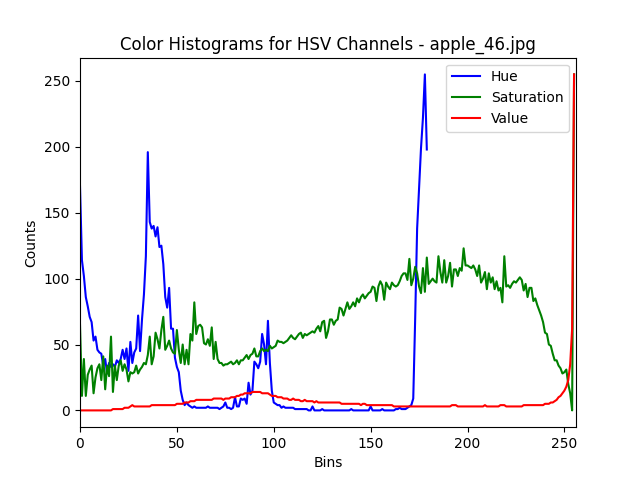 Color Histograms for HSV Channels - apple_46.jpg
Hue
Saturation
Value
Counts
250
200
150
100
50
0
0 50 100 150 200 250
Bins